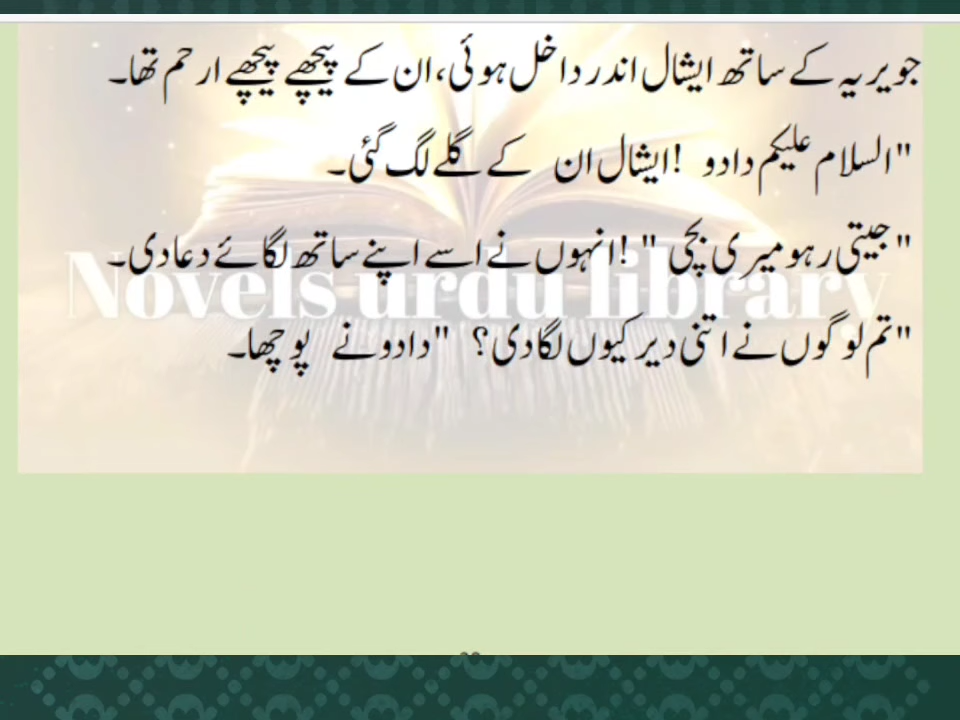 جویریہ کے ساتھ ایشال اندر داخل ہوئی، ان کے پیچھے پیچھے ارحم تھا۔
"السلام علیکم دادو !ایشال ان کے گلے لگ گئی۔
"جیتی رہو میری بچی "!انہوں نے اسے اپنے ساتھ لگائے دعا دی۔
Novels urdu library
"تم لوگوں نے اتنی دیر کیوں لگا دی؟ "دادو نے پوچھا۔